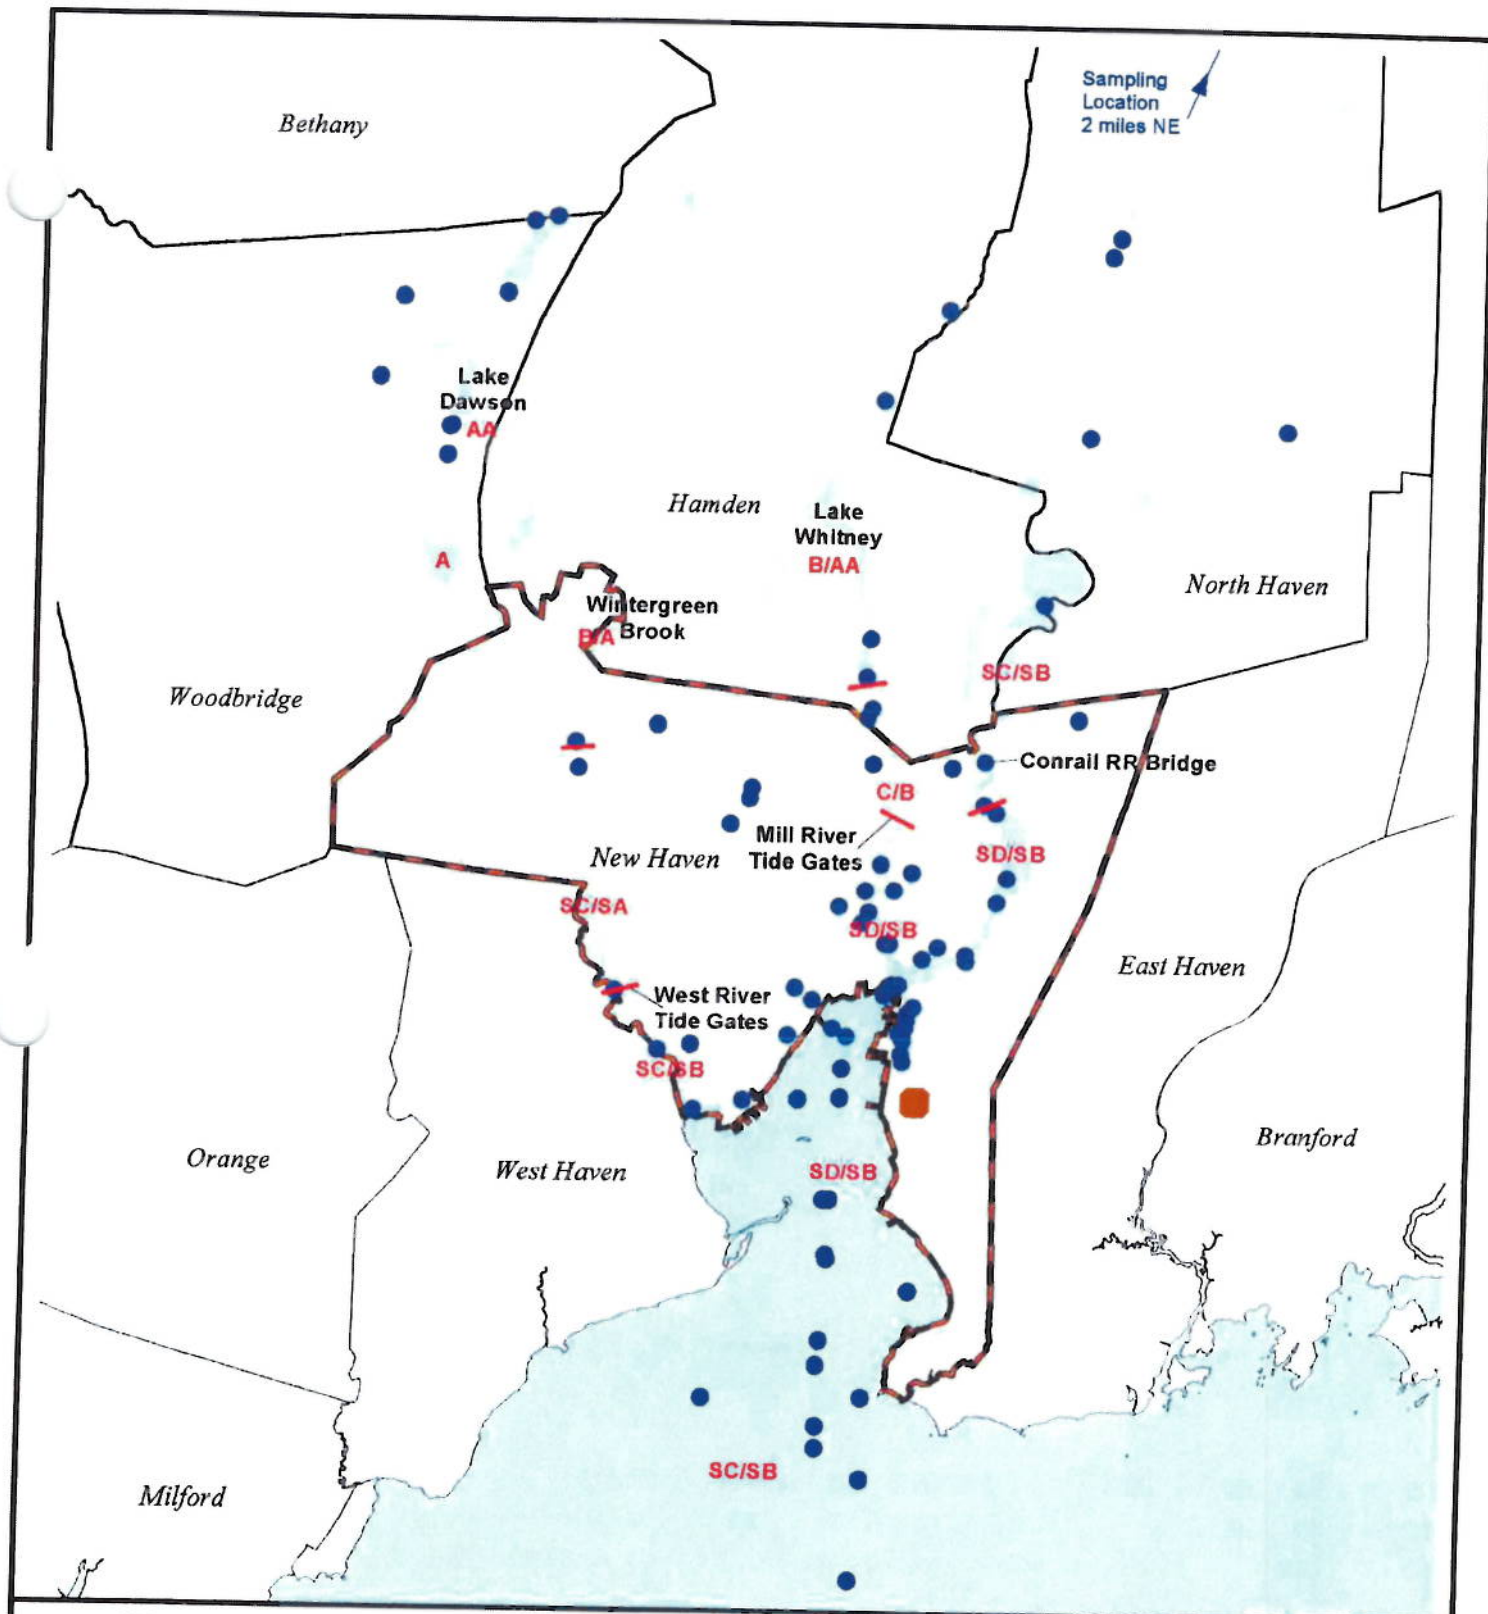 Sampling
Location
2 miles NE
Bethany
Lake
Dawson
AA
Hamden
Lake
Whitney
B/AA
A
North Haven
Wintergreen
Brook
B/A
SC/SB
Woodbridge
Conrail RR Bridge
C/B
Mill River
Tide Gates
New Haven
SD/SB
SC/SA
SD/SB
East Haven
West River
Tide Gates
SC/SB
Branford
Orange
West Haven
SD/SB
SC/SB
Milford